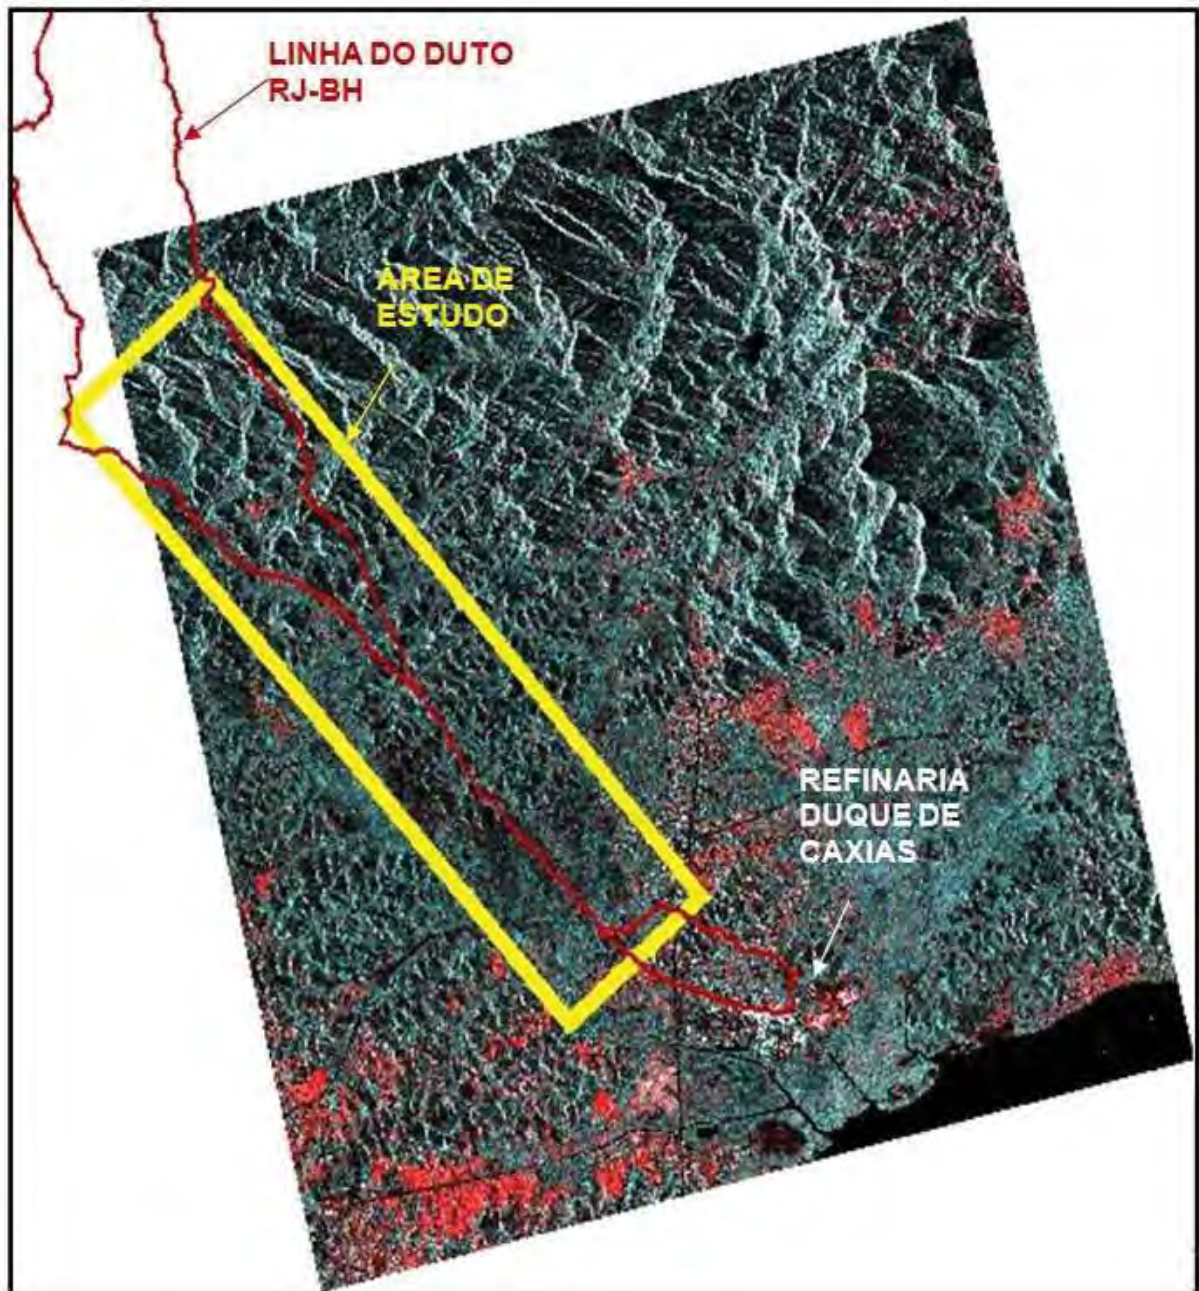 LINHA DO DUTO
RJ-BH
ÁREA DE
ESTUDO
REFINARIA
DUQUE DE
CAXIAS